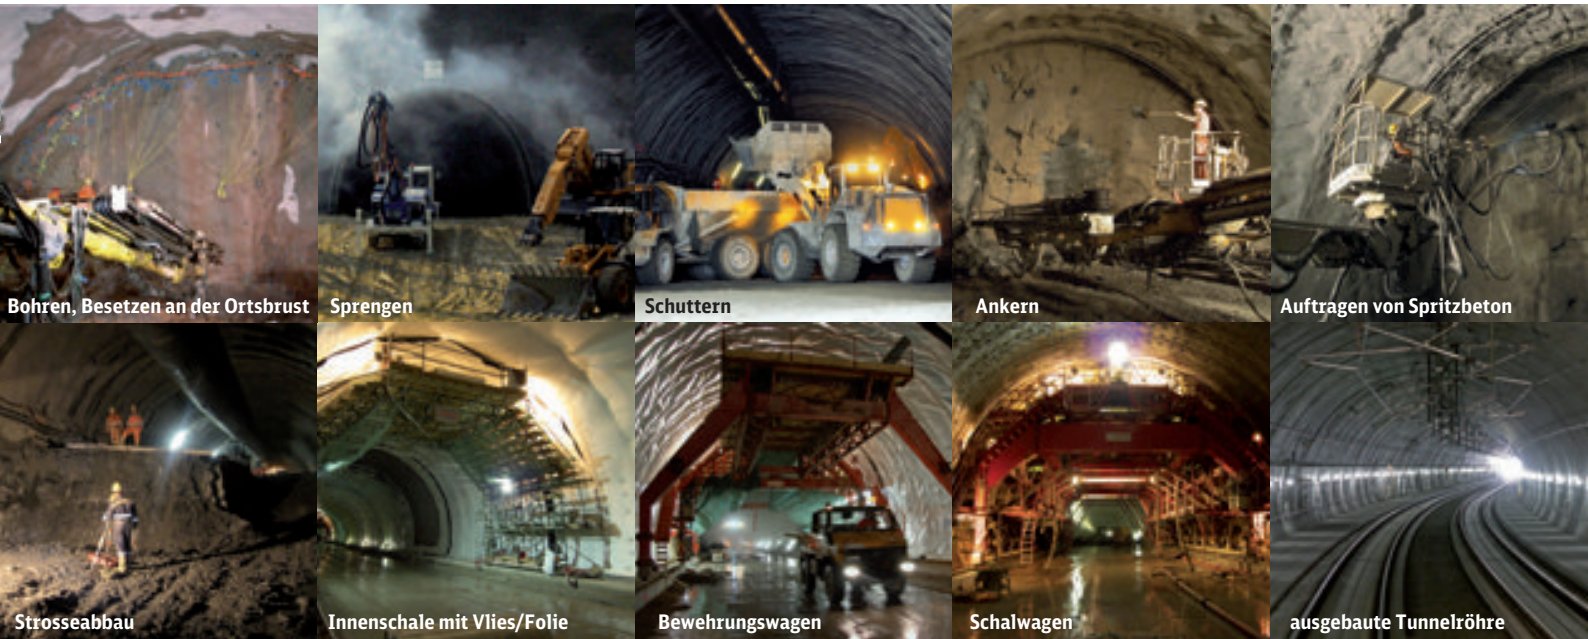 Bohren, Besetzen an der Ortsbrust
Sprengen
Schuttern
Ankern
Auftragen von Spritzbeton
Strosseabbau
Innenschale mit Vlies/Folie
Bewehrungswagen
Schalwagen
ausgebaute Tunnelröhre